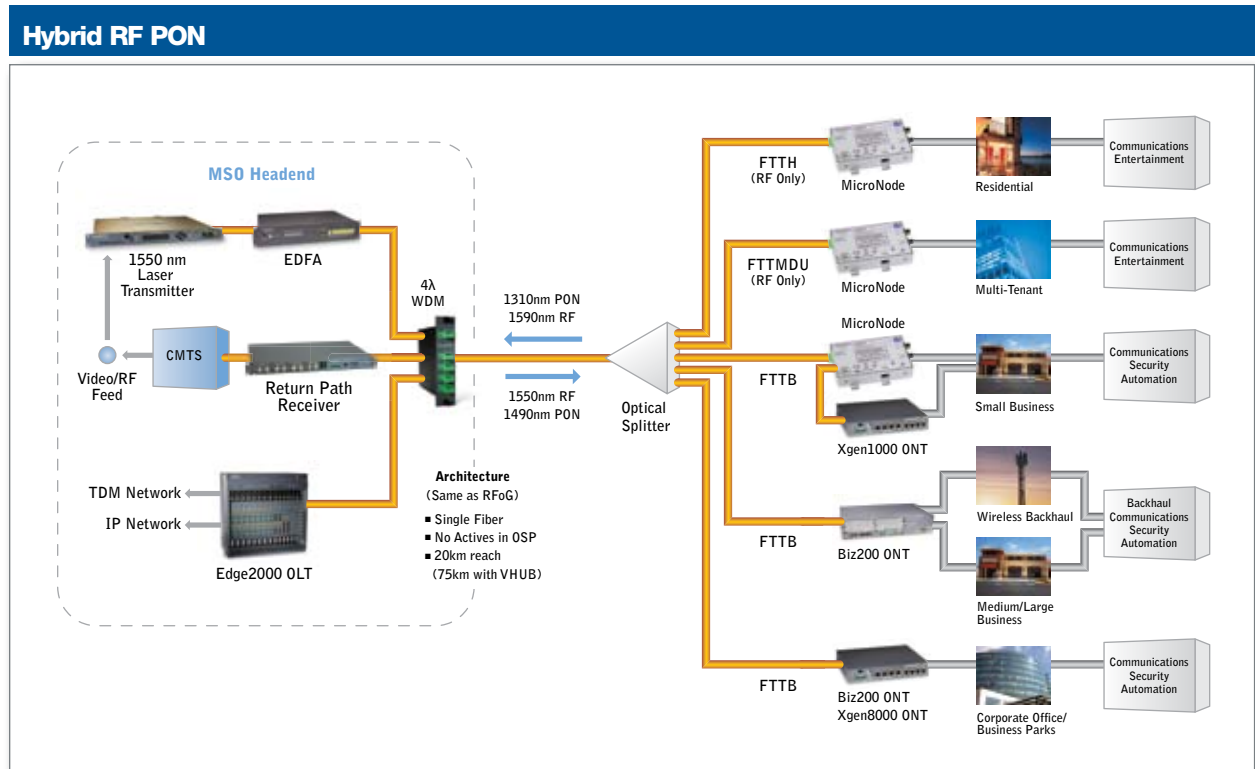 Hybrid RF PON
MSO Headend
1550 nm
Laser
Transmitter
EDFA
4λ
WDM
CMTS
Video/RF
Feed
Return Path
Receiver
TDM Network
IP Network
Edge2000 OLT
Architecture
(Same as RFoG)
▪ Single Fiber
▪ No Actives in OSP
▪ 20km reach
(75km with VHUB)
1310nm PON
1590nm RF
1550nm RF
1490nm PON
Optical
Splitter
FTTH
(RF Only)
MicroNode
Residential
Communications
Entertainment
FTTMDU
(RF Only)
MicroNode
Multi-Tenant
Communications
Entertainment
MicroNode
FTTB
Xgen1000 ONT
Small Business
Communications
Security
Automation
FTTB
Biz200 ONT
Wireless Backhaul
Medium/Large
Business
Backhaul
Communications
Security
Automation
FTTB
Biz200 ONT
Xgen8000 ONT
Corporate Office/
Business Parks
Communications
Security
Automation